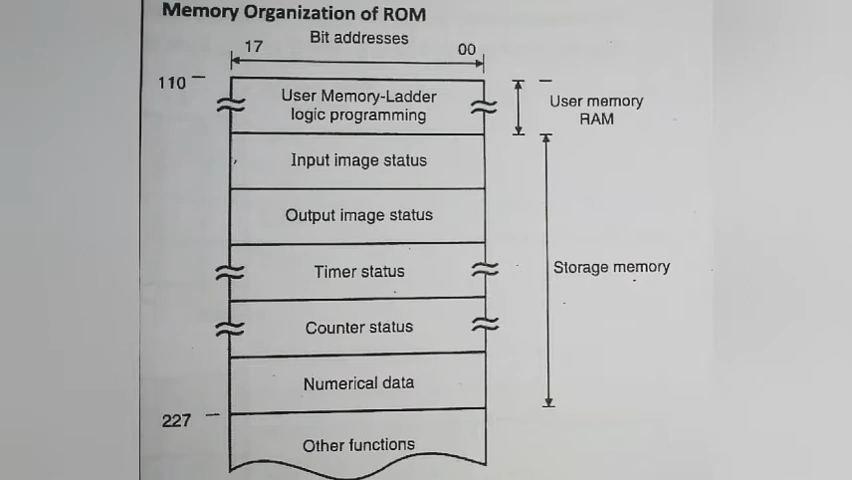 Memory Organization of ROM
Bit addresses
17
00
110
User Memory-Ladder
logic programming
User memory
RAM
Input image status
Output image status
Timer status
Storage memory
Counter status
Numerical data
227
Other functions